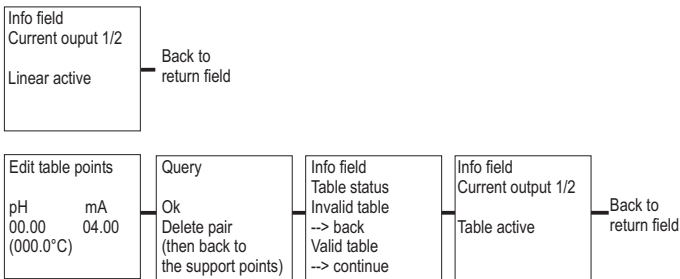 Info field
Current ouput 1/2
Linear active
Back to
return field
Edit table points
pH mA
00.00 04.00
(000.0°C)
Query
Ok
Delete pair
(then back to
the support points)
Info field
Table status
Invalid table
--> back
Valid table
--> continue
Info field
Current output 1/2
Table active
Back to
return field